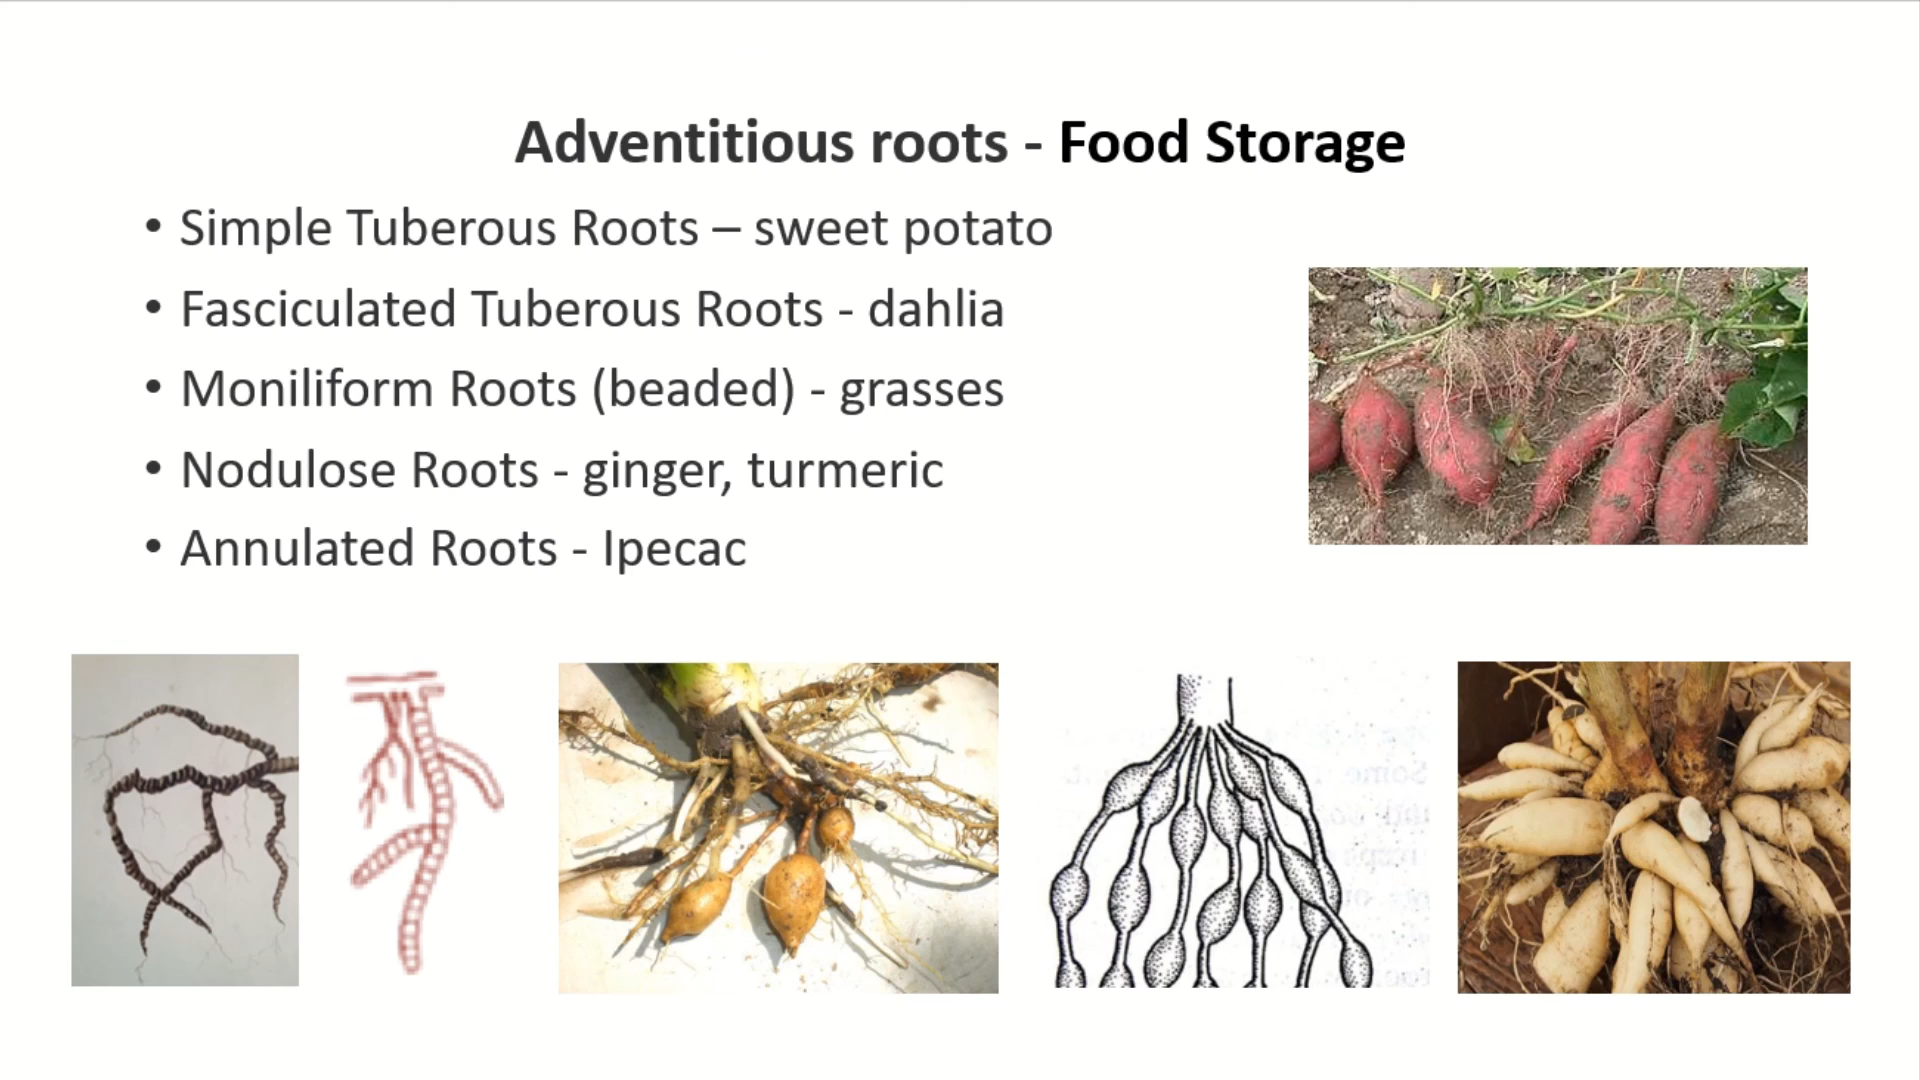 Adventitious roots - Food Storage
• Simple Tuberous Roots – sweet potato
• Fasciculated Tuberous Roots - dahlia
• Moniliform Roots (beaded) - grasses
• Nodulose Roots - ginger, turmeric
• Annulated Roots - Ipecac